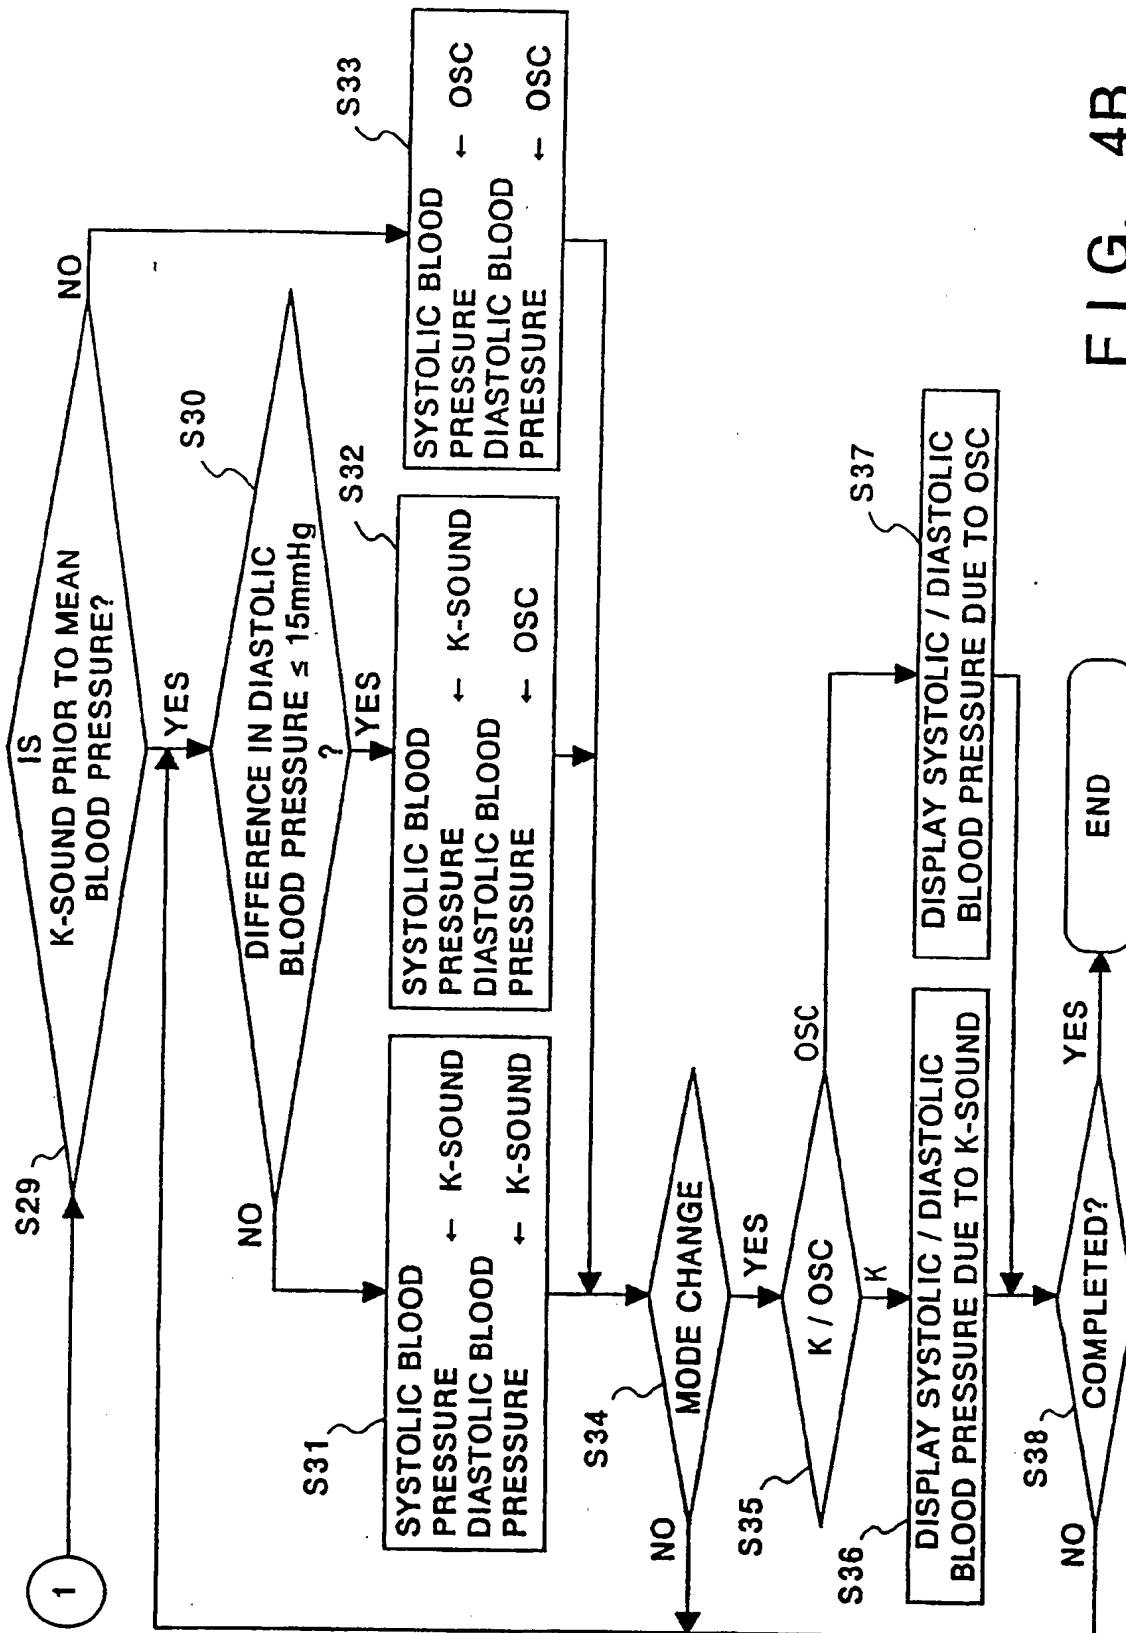 1
S29
IS
K-SOUND PRIOR TO MEAN
BLOOD PRESSURE?
NO
YES
S30
DIFFERENCE IN DIASTOLIC
BLOOD PRESSURE ≤ 15mmHg
?
NO
YES
S31
SYSTOLIC BLOOD
PRESSURE ← K-SOUND
DIASTOLIC BLOOD
PRESSURE ← K-SOUND
S32
SYSTOLIC BLOOD
PRESSURE ← K-SOUND
DIASTOLIC BLOOD
PRESSURE ← OSC
S33
SYSTOLIC BLOOD
PRESSURE ← OSC
DIASTOLIC BLOOD
PRESSURE ← OSC
S34
MODE CHANGE
NO
YES
S35
K / OSC
OSC
K
S36
DISPLAY SYSTOLIC / DIASTOLIC
BLOOD PRESSURE DUE TO K-SOUND
S37
DISPLAY SYSTOLIC / DIASTOLIC
BLOOD PRESSURE DUE TO OSC
S38
COMPLETED?
NO
YES
END
FIG. 4B